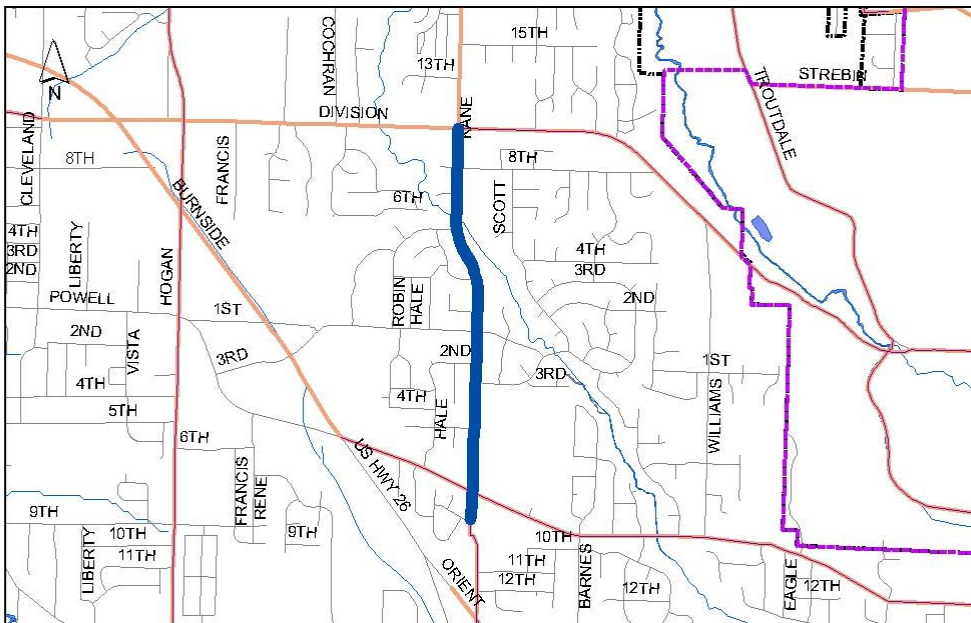 COCHRAN
15TH
13TH
STREBIN
TROUTDALE
N
DIVISION
KANE
CLEVELAND
8TH
FRANCIS
8TH
BURNSIDE
6TH
SCOTT
4TH
3RD
2ND
LIBERTY
4TH
3RD
HOGAN
POWELL
1ST
ROBIN
HALE
2ND
2ND
VISTA
3RD
2ND
3RD
1ST
4TH
4TH
5TH
HALE
WILLIAMS
6TH
US HWY 26
FRANCIS
RENE
9TH
10TH
11TH
LIBERTY
9TH
10TH
11TH
12TH
ORIENT
BARNES
12TH
EAGLE
12TH